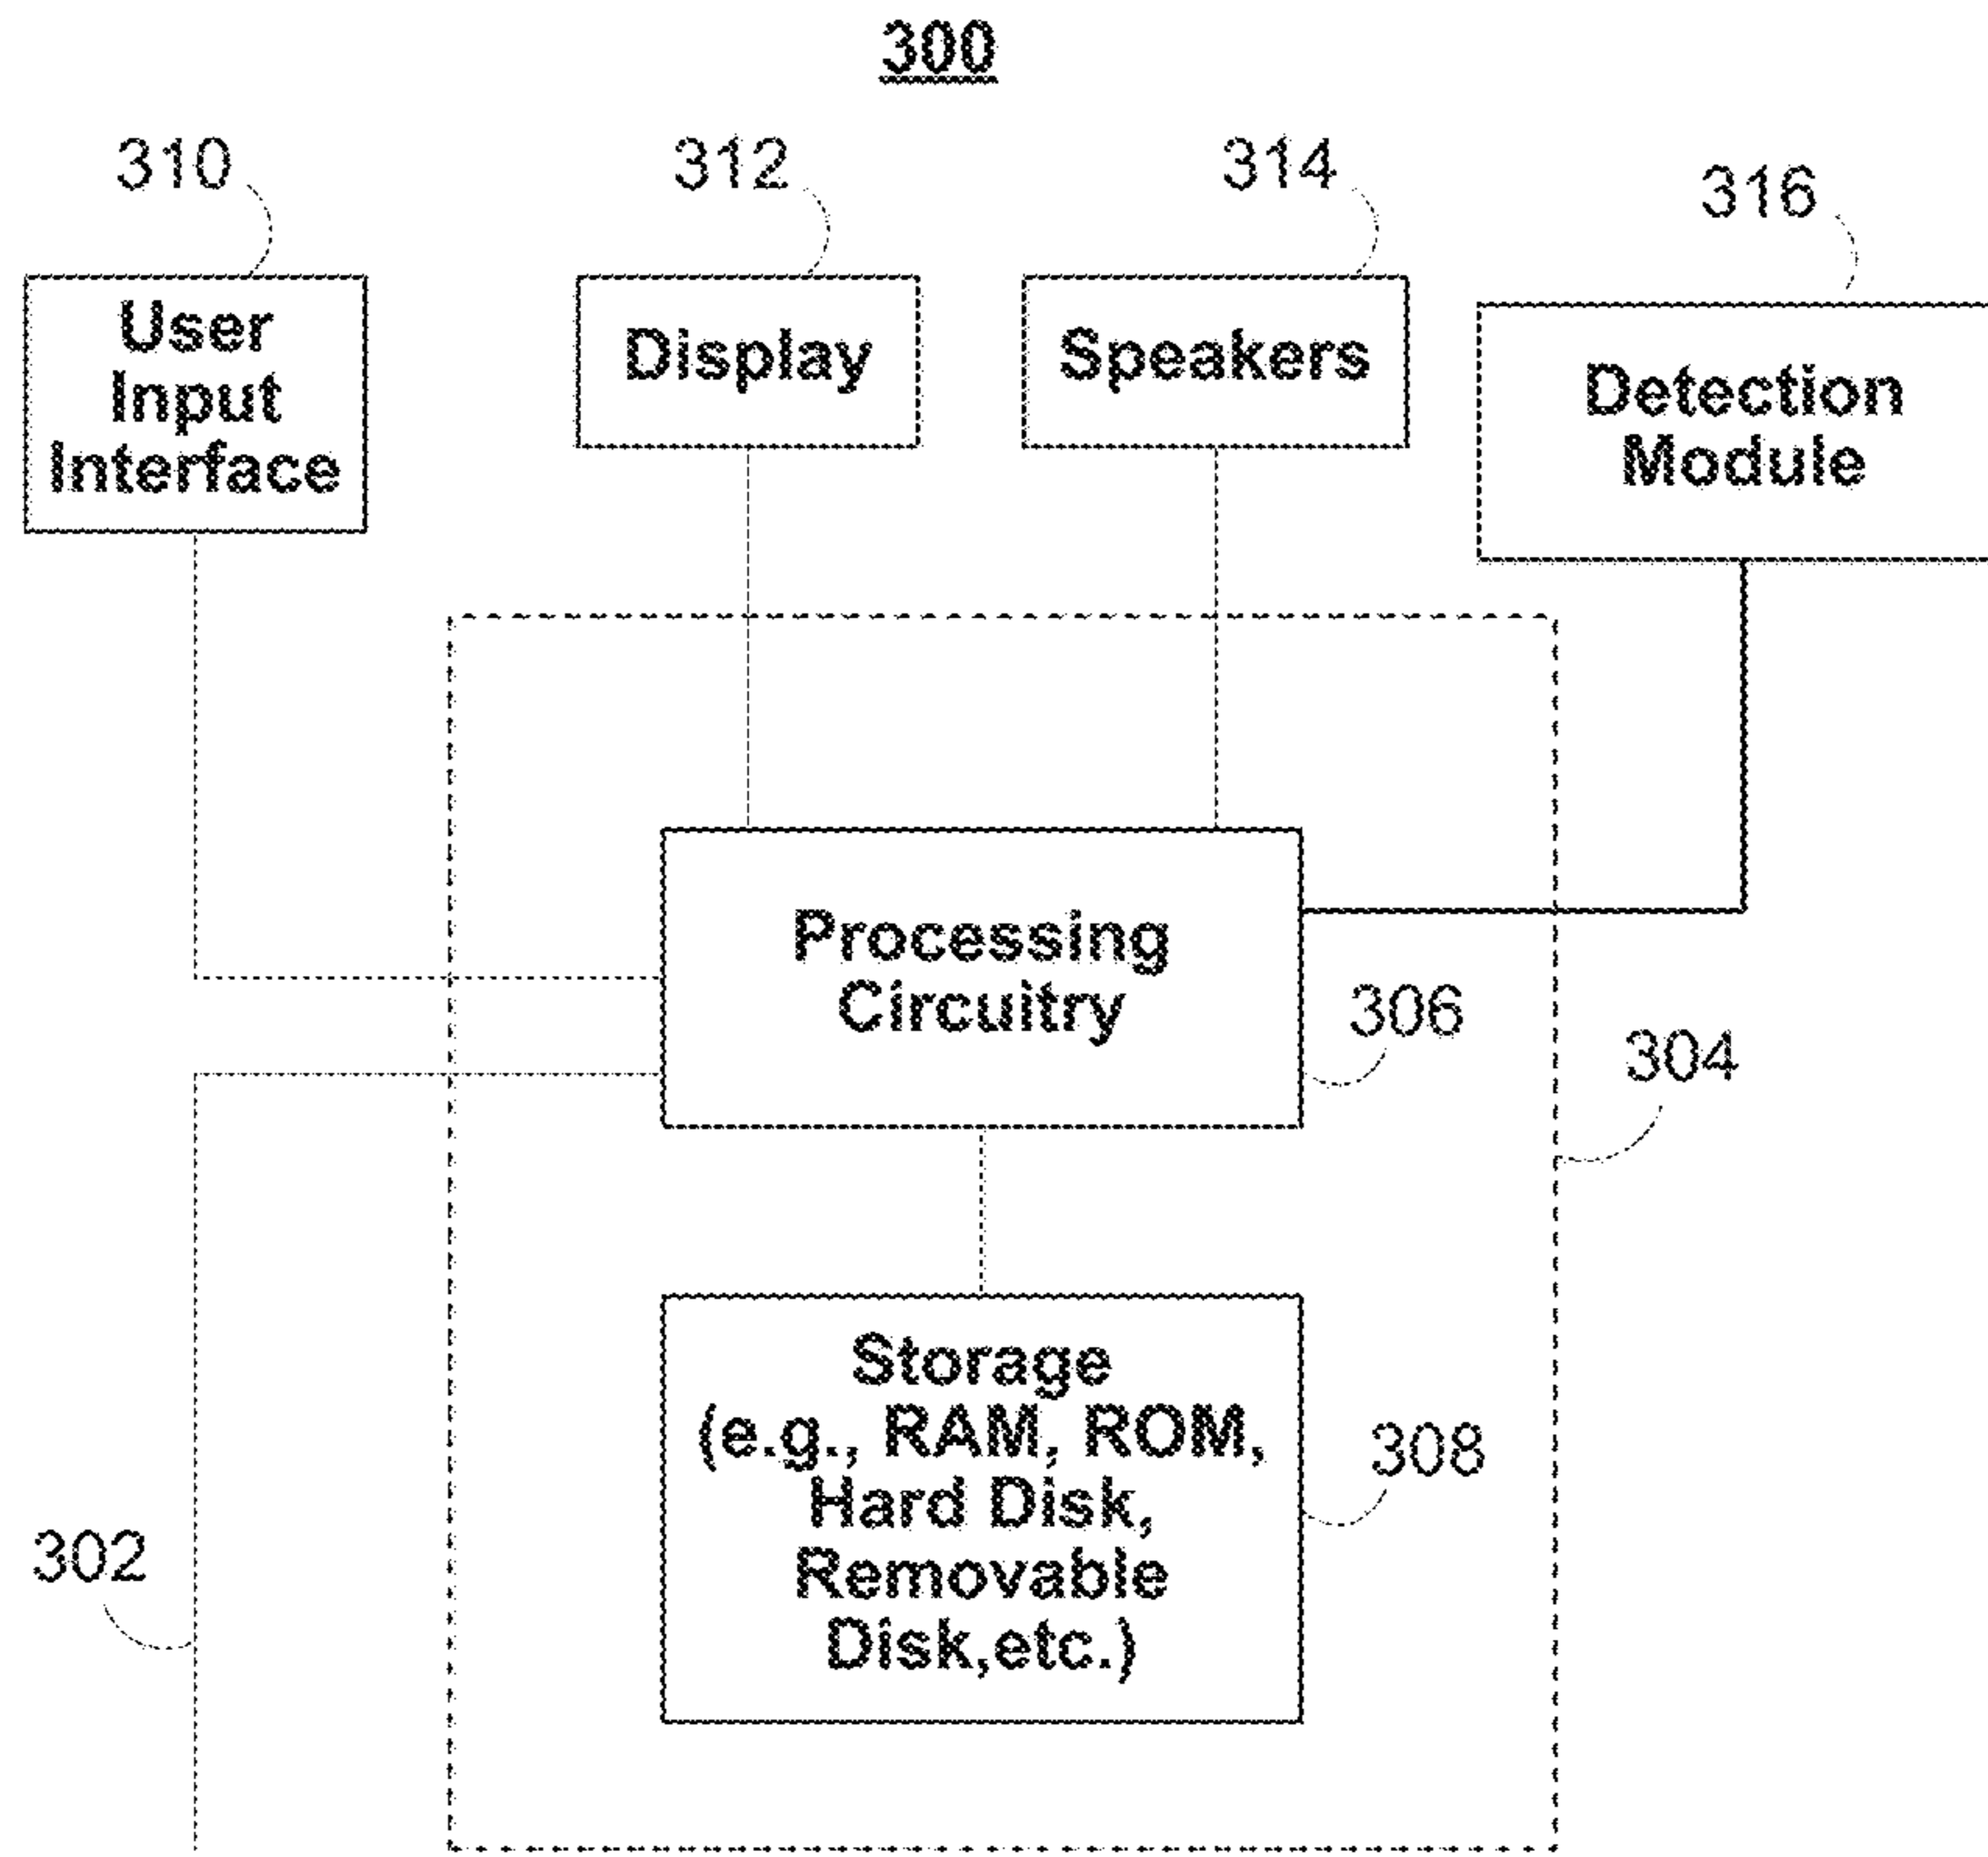 300
310
312
314
316
User
Input
Interface
Display
Speakers
Detection
Module
Processing
Circuitry
306
304
Storage
(e.g., RAM, ROM,
Hard Disk,
Removable
Disk,etc.)
308
302